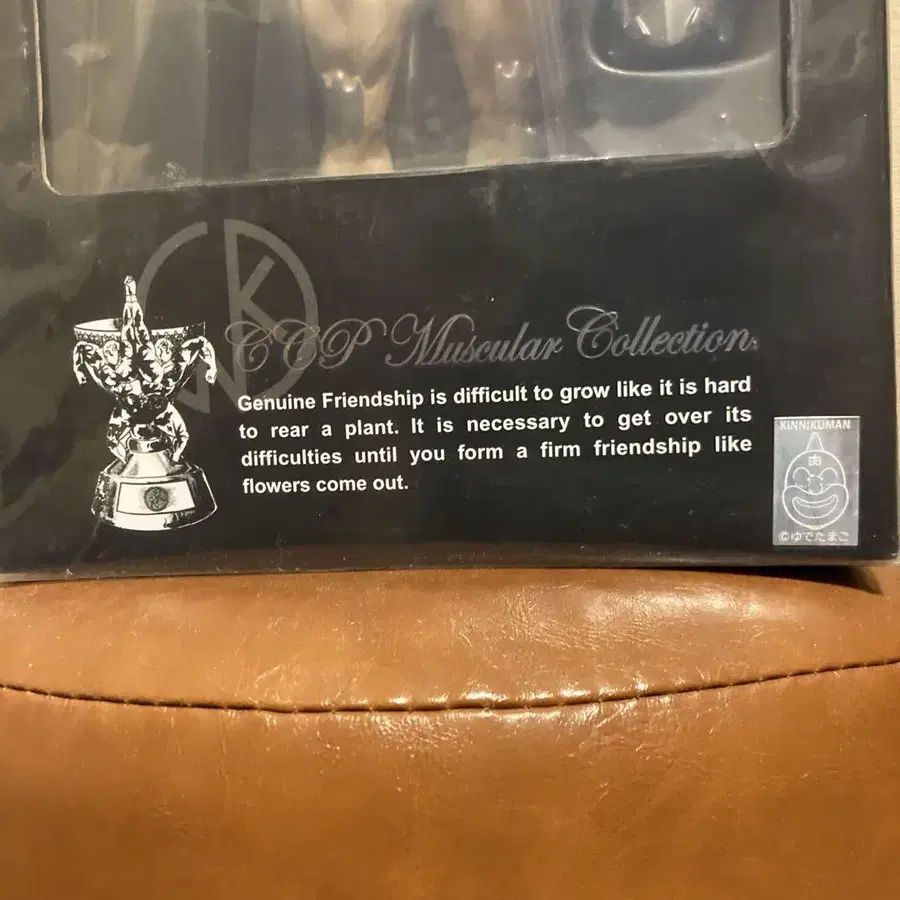 CCP Muscular Collection.
Genuine Friendship is difficult to grow like it is hard
to rear a plant. It is necessary to get over its
difficulties until you form a firm friendship like
flowers come out.
KINNIKUMAN
肉
©ゆでたまご